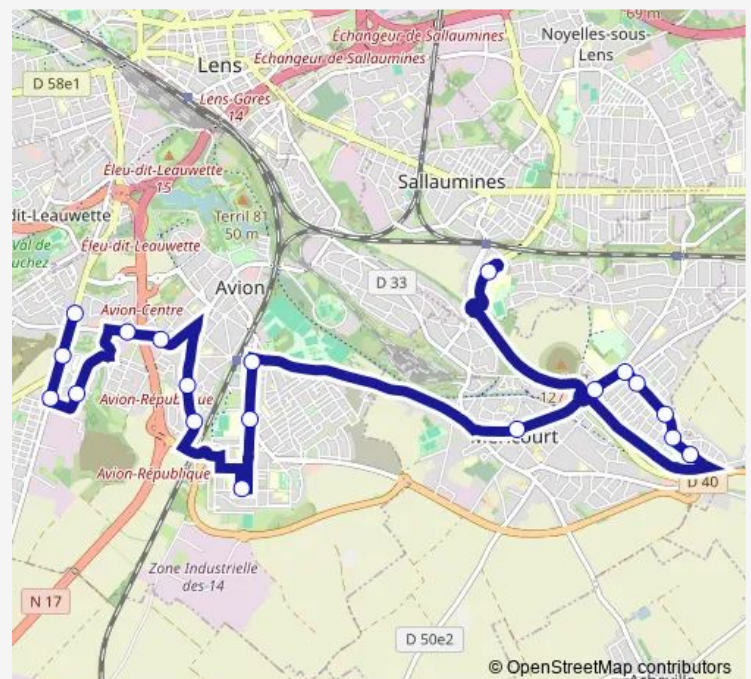 69 m
Échangeur de Sallaumines
Noyelles-sous-
Lens
Lens
Échangeur de Sallaumines
D 58e1
Lens-Gares
14
Éleu-dit-Leauwette
15
Sallaumines
dit-Leauwette
Terril 81
50 m
Val de
Éleu-dit-Leauwette
D 33
Avion
Avion-Centre
Avion-République
Avion-République
D 40
Zone Industrielle
des 14
N 17
D 50e2
© OpenStreetMap contributors